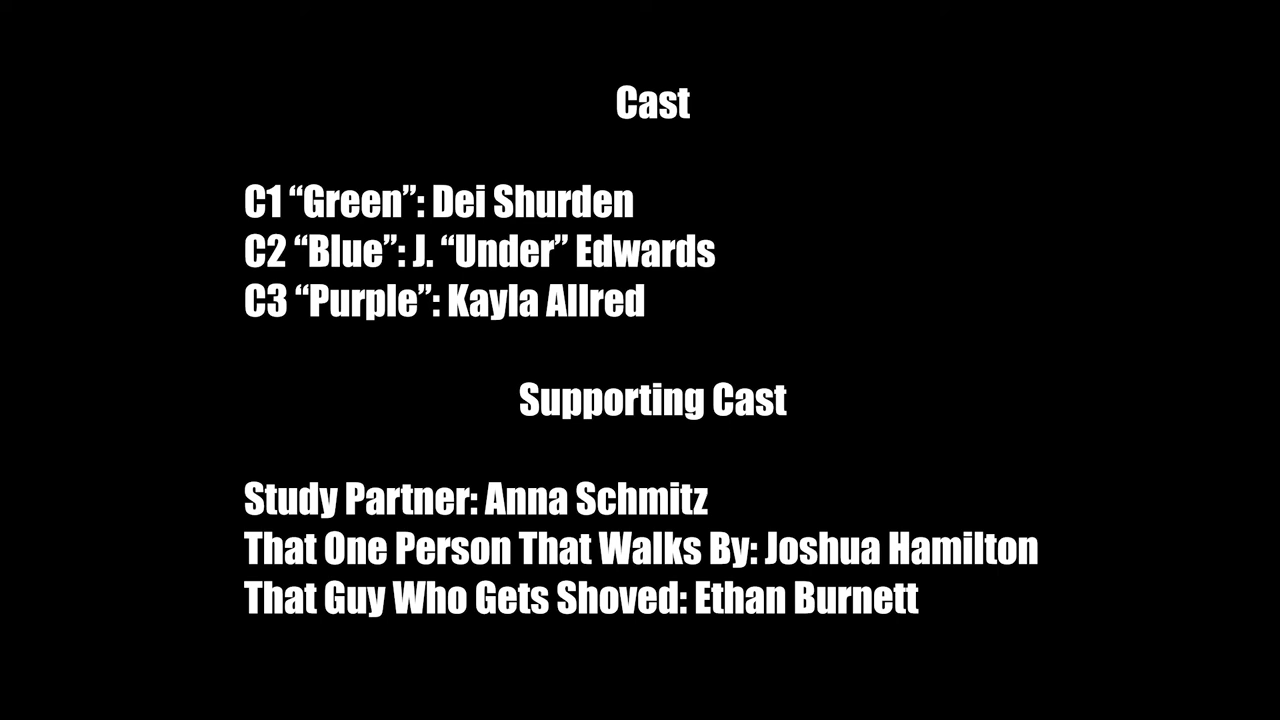 Cast
C1 “Green”: Dei Shurden
C2 “Blue”: J. “Under” Edwards
C3 “Purple”: Kayla Allred
Supporting Cast
Study Partner: Anna Schmitz
That One Person That Walks By: Joshua Hamilton
That Guy Who Gets Shoved: Ethan Burnett